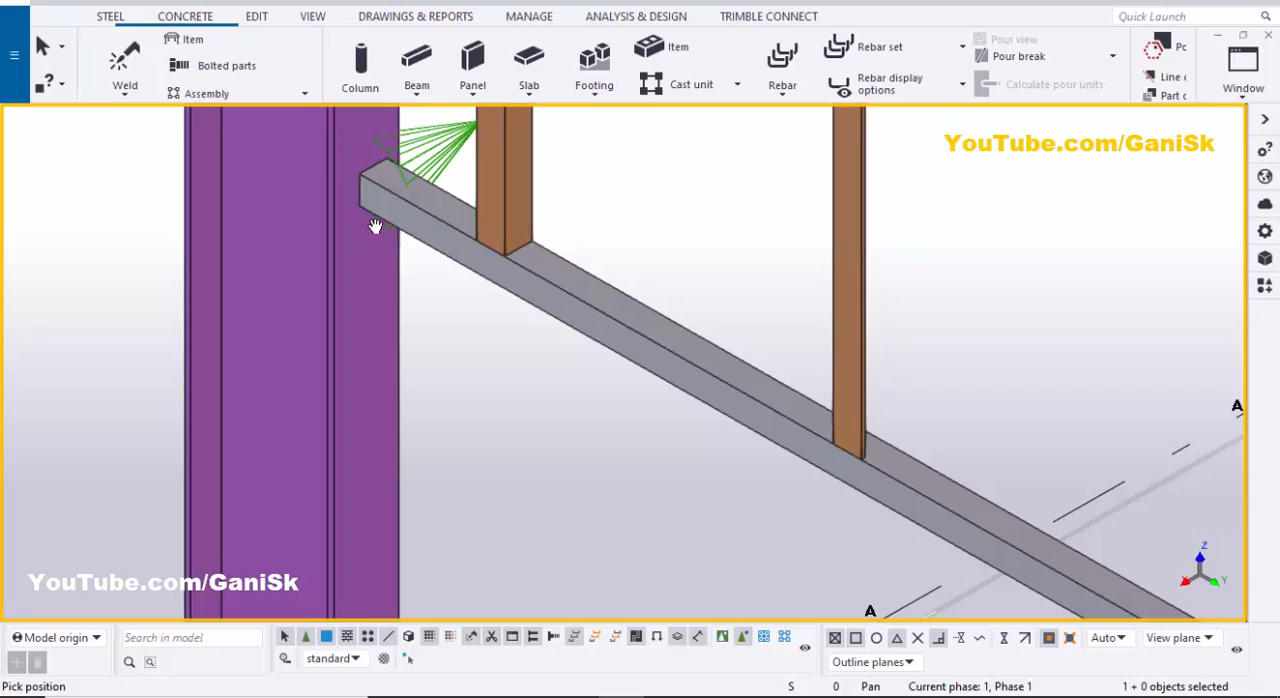 STEEL CONCRETE EDIT VIEW DRAWINGS & REPORTS MANAGE ANALYSIS & DESIGN TRIMBLE CONNECT Quick Launch
Weld
Item
Bolted parts
Assembly
Column
Beam
Panel
Slab
Footing
Item
Cast unit
Rebar
Rebar set
Rebar display
options
Pour view
Pour break
Calculate pour units
Pc
Line c
Part c
Window
YouTube.com/GaniSk
A
Z
X
Y
YouTube.com/GaniSk
A
Model origin
Search in model
standard
Auto
View plane
Outline planes
Pick position
S 0 Pan Current phase: 1, Phase 1 1 + 0 objects selected